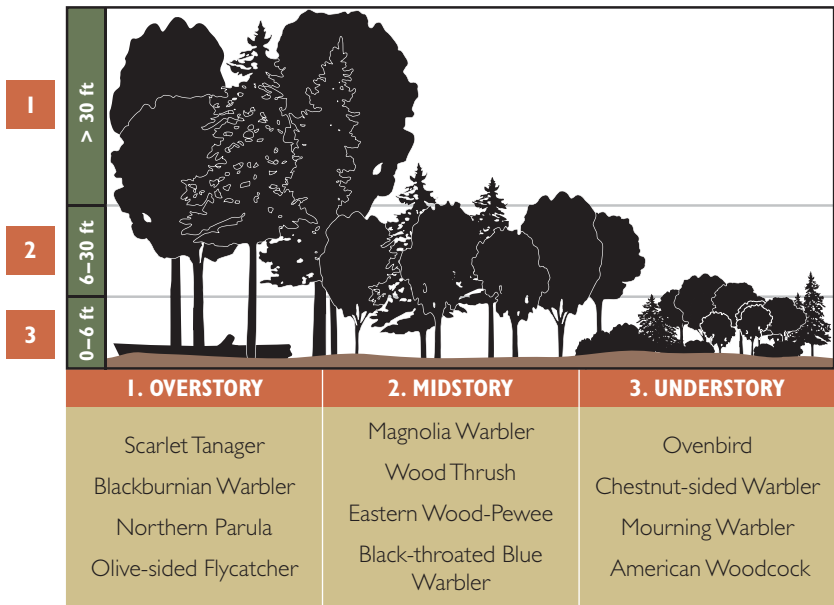 1
> 30 ft
2
6–30 ft
3
0–6 ft
1. OVERSTORY
2. MIDSTORY
3. UNDERSTORY
Scarlet Tanager
Blackburnian Warbler
Northern Parula
Olive-sided Flycatcher
Magnolia Warbler
Wood Thrush
Eastern Wood-Pewee
Black-throated Blue
Warbler
Ovenbird
Chestnut-sided Warbler
Mourning Warbler
American Woodcock